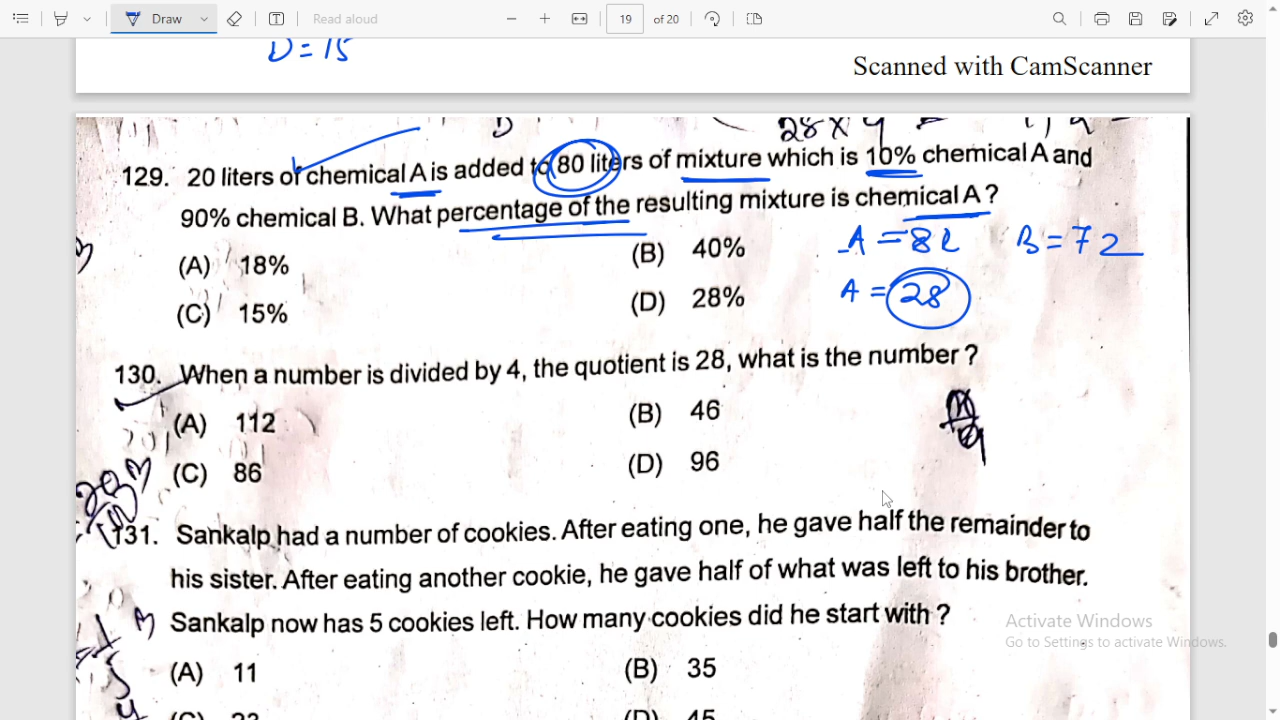 Draw
Read aloud
19 of 20
D = 15
Scanned with CamScanner
D 28 x 4 =
129. 20 liters of chemical A is added to 80 liters of mixture which is 10% chemical A and
90% chemical B. What percentage of the resulting mixture is chemical A ?
A = 8L B = 72
(A) 18%
(B) 40%
A = 28
(C) 15%
(D) 28%
130. When a number is divided by 4, the quotient is 28, what is the number ?
(A) 112
(B) 46
(C) 86
(D) 96
131. Sankalp had a number of cookies. After eating one, he gave half the remainder to
his sister. After eating another cookie, he gave half of what was left to his brother.
Sankalp now has 5 cookies left. How many cookies did he start with ?
Activate Windows
Go to Settings to activate Windows.
(A) 11
(B) 35